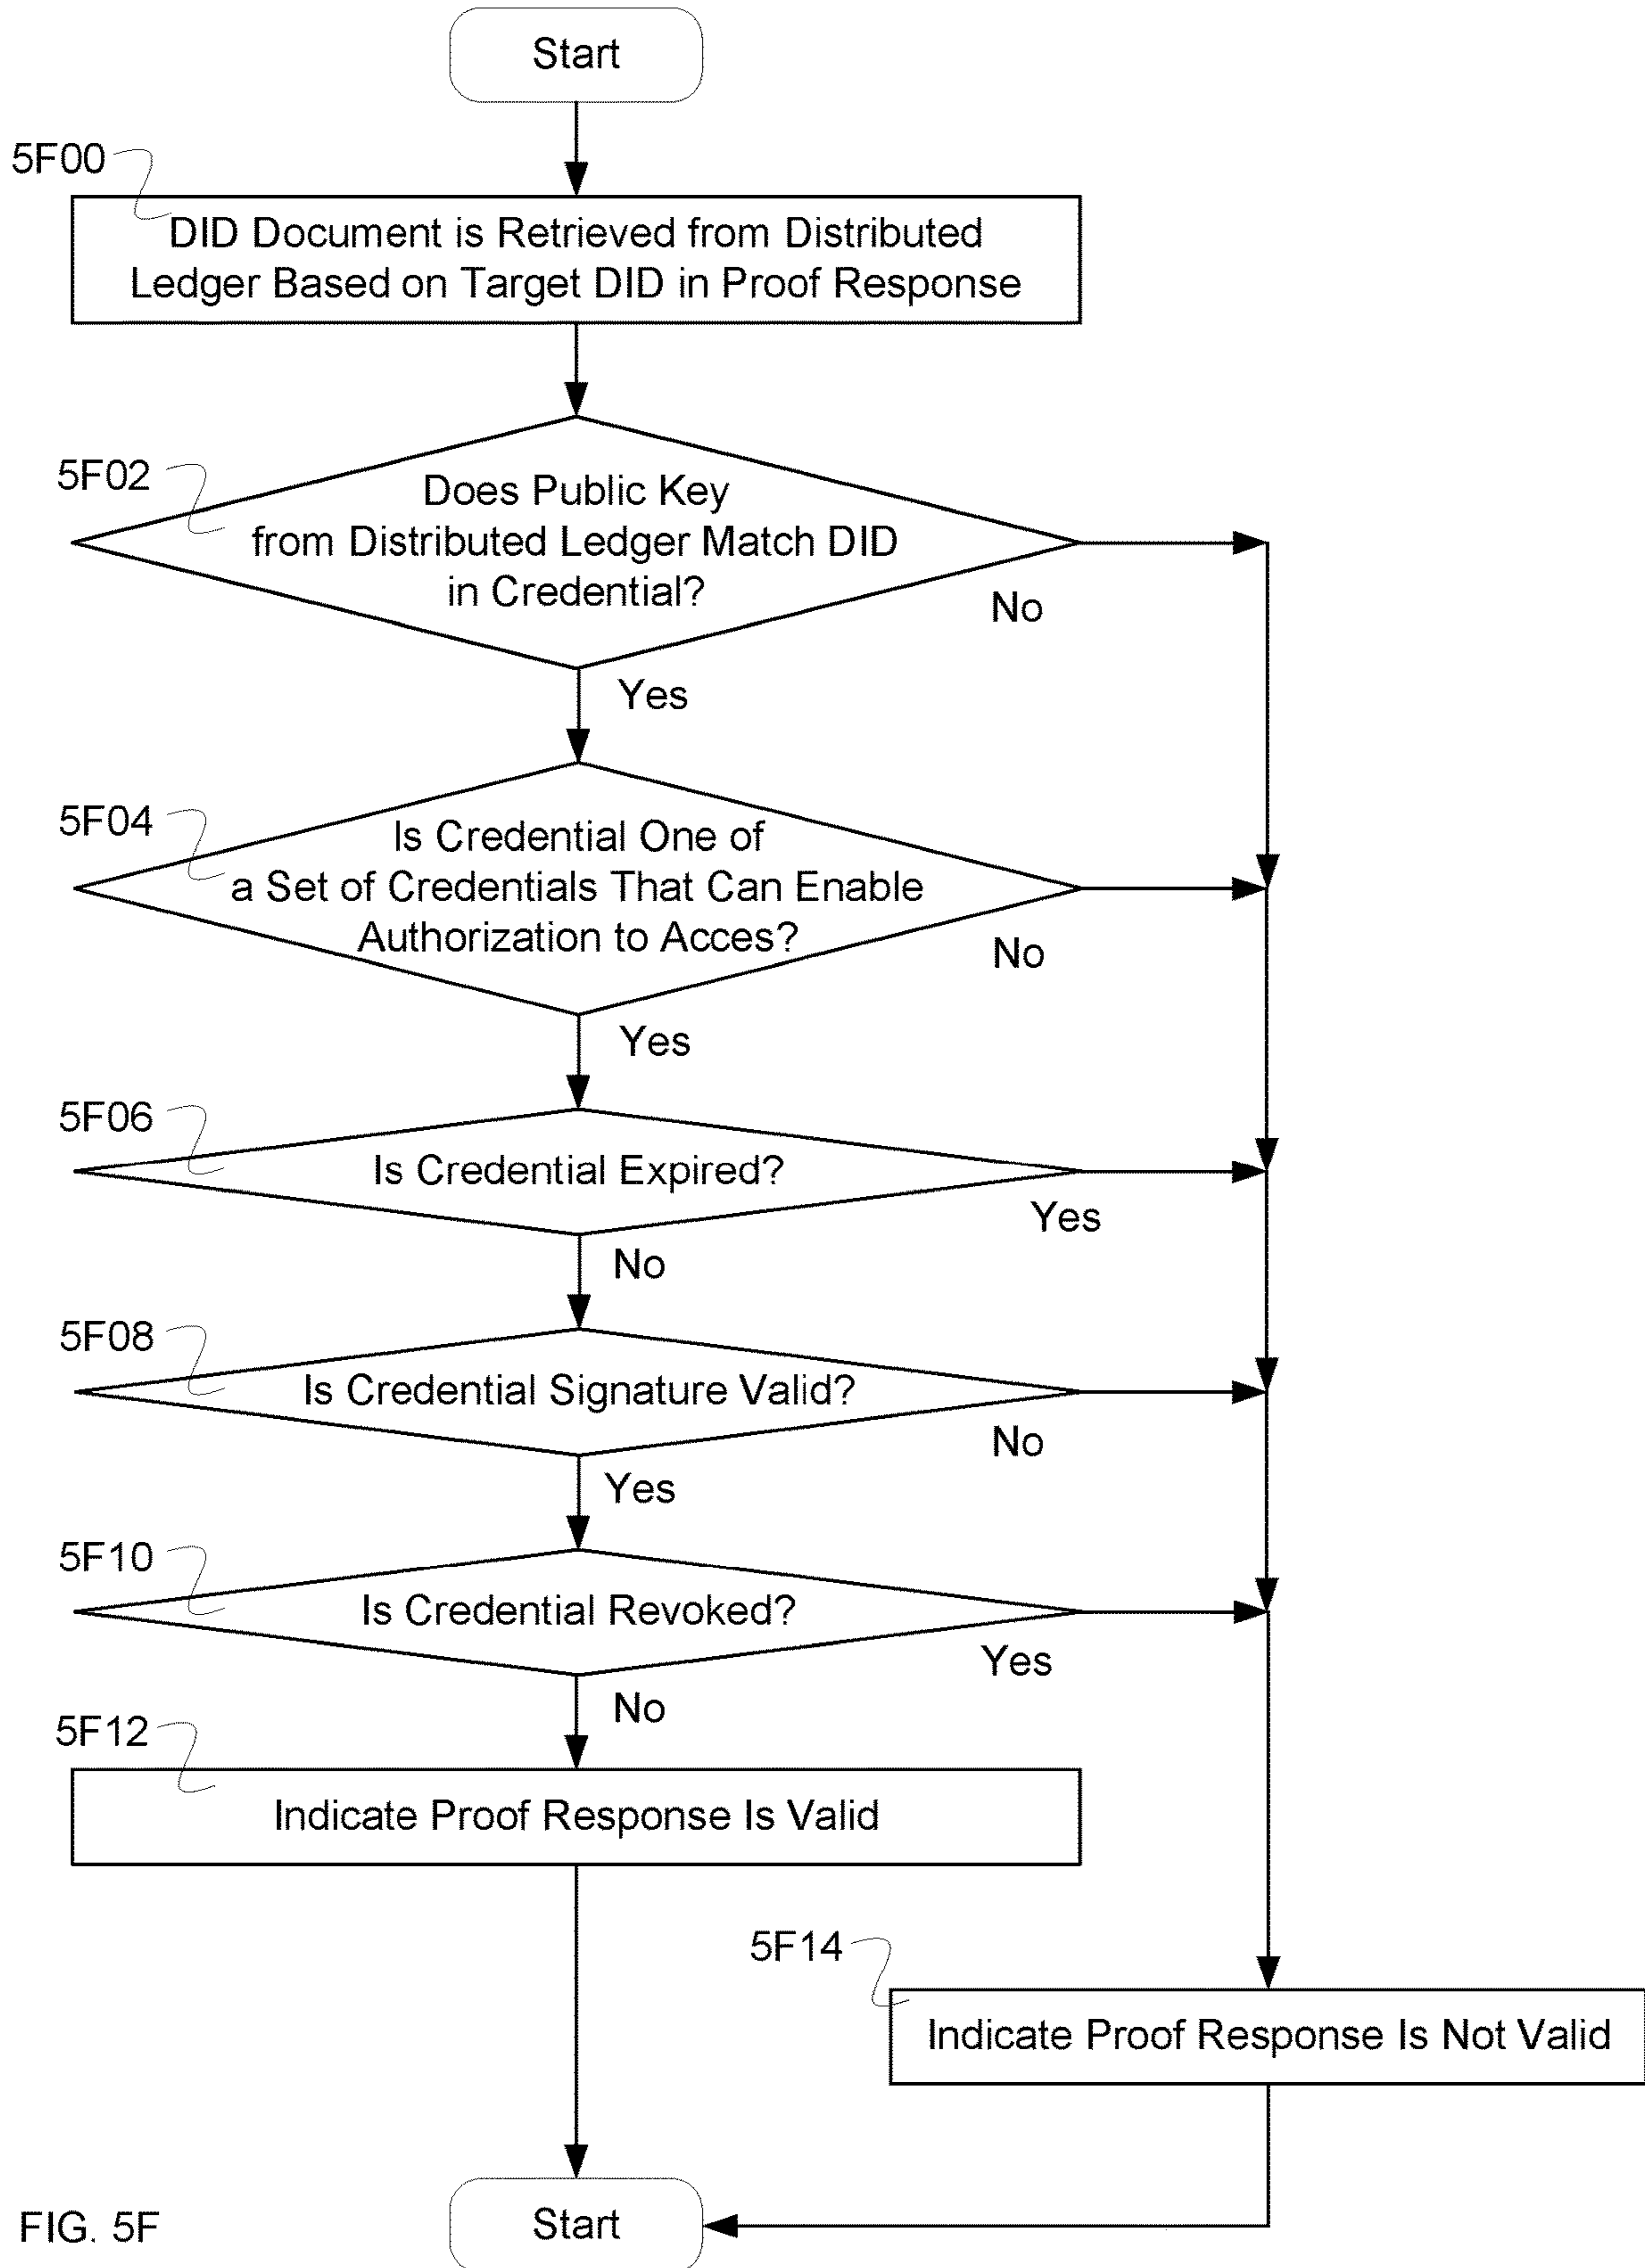 Start
5F00
DID Document is Retrieved from Distributed
Ledger Based on Target DID in Proof Response
5F02
Does Public Key
from Distributed Ledger Match DID
in Credential?
No
Yes
5F04
Is Credential One of
a Set of Credentials That Can Enable
Authorization to Acces?
No
Yes
5F06
Is Credential Expired?
Yes
No
5F08
Is Credential Signature Valid?
No
Yes
5F10
Is Credential Revoked?
Yes
No
5F12
Indicate Proof Response Is Valid
5F14
Indicate Proof Response Is Not Valid
Start
FIG. 5F